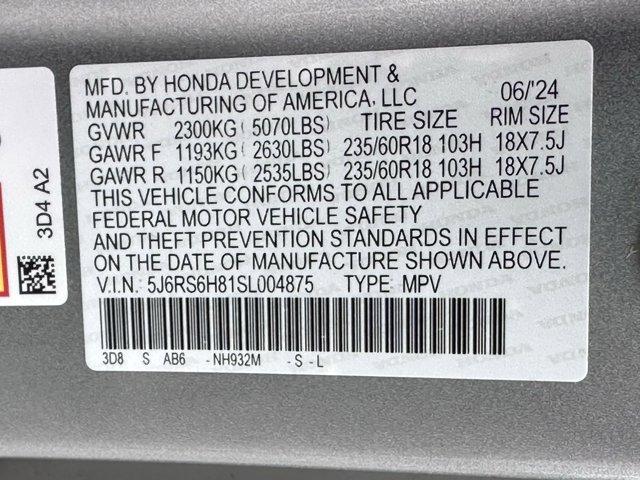 MFD. BY HONDA DEVELOPMENT &
MANUFACTURING OF AMERICA, LLC 06/'24
GVWR 2300KG( 5070LBS) TIRE SIZE RIM SIZE
GAWR F 1193KG( 2630LBS) 235/60R18 103H 18X7.5J
GAWR R 1150KG( 2535LBS) 235/60R18 103H 18X7.5J
THIS VEHICLE CONFORMS TO ALL APPLICABLE
FEDERAL MOTOR VEHICLE SAFETY
AND THEFT PREVENTION STANDARDS IN EFFECT
ON THE DATE OF MANUFACTURE SHOWN ABOVE.
V.I.N.: 5J6RS6H81SL004875 TYPE: MPV
3D8 S AB6 -NH932M -S-L
3D4 A2